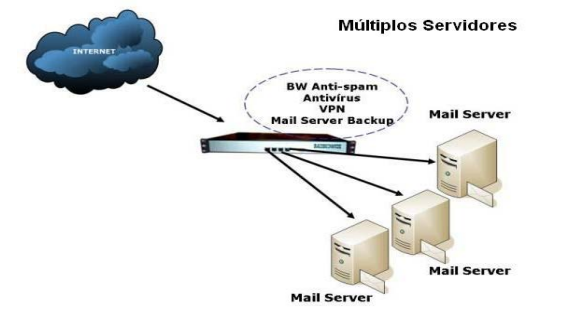 Múltiplos Servidores
INTERNET
BW Anti-spam
Antivírus
VPN
Mail Server Backup
Mail Server
Mail Server
Mail Server